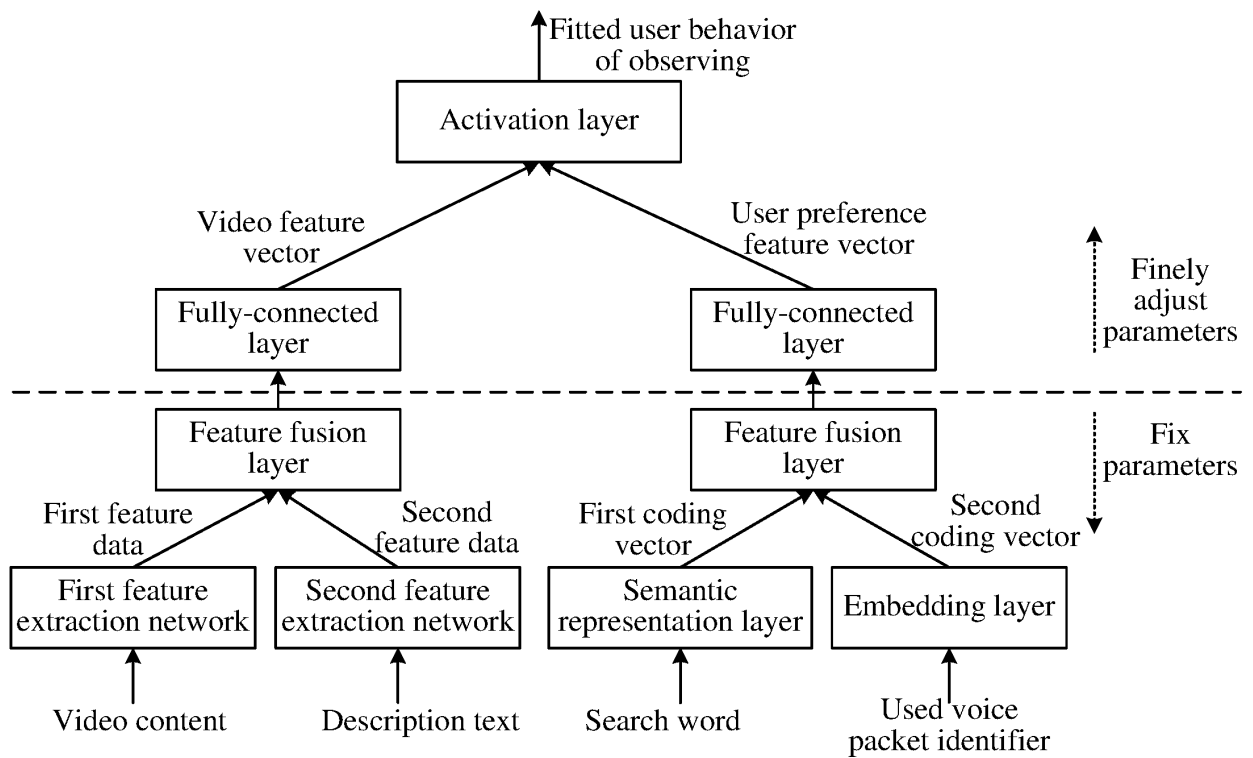 Fitted user behavior
of observing
Activation layer
Video feature
vector
User preference
feature vector
Finely
adjust
parameters
Fully-connected
layer
Fully-connected
layer
Feature fusion
layer
Feature fusion
layer
Fix
parameters
First feature
data
Second
feature data
First coding
vector
Second
coding vector
First feature
extraction network
Second feature
extraction network
Semantic
representation layer
Embedding layer
Video content
Description text
Search word
Used voice
packet identifier